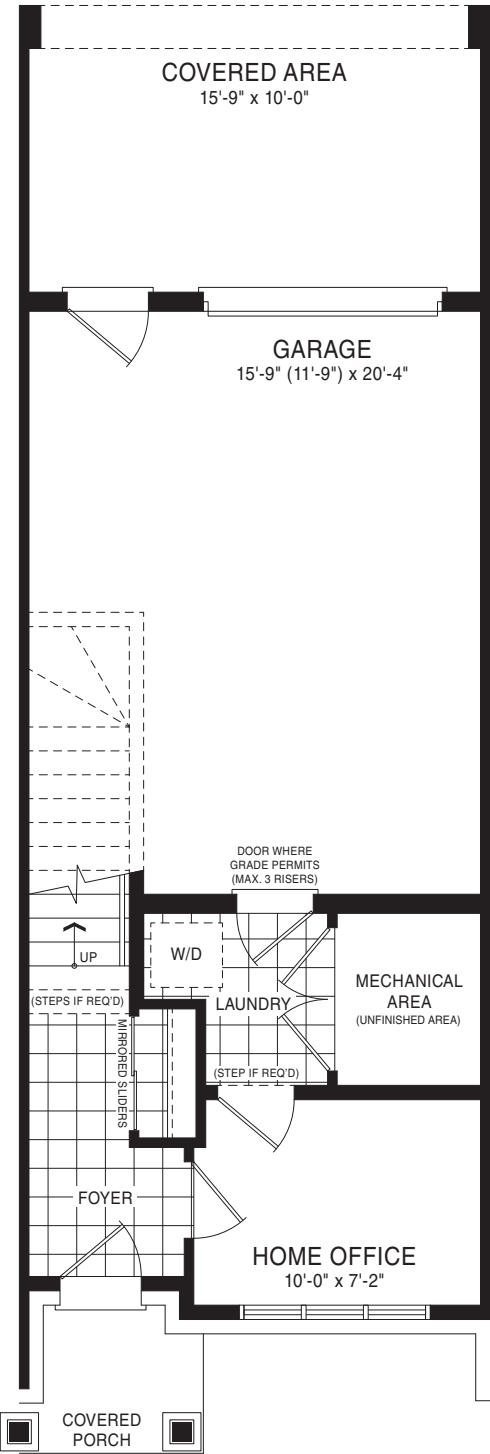 COVERED AREA
15'-9" x 10'-0"
GARAGE
15'-9" (11'-9") x 20'-4"
DOOR WHERE
GRADE PERMITS
(MAX. 3 RISERS)
UP
W/D
MECHANICAL
AREA
(UNFINISHED AREA)
(STEPS IF REQ'D)
LAUNDRY
MIRRORED SLIDERS
(STEP IF REQ'D)
FOYER
HOME OFFICE
10'-0" x 7'-2"
COVERED
PORCH